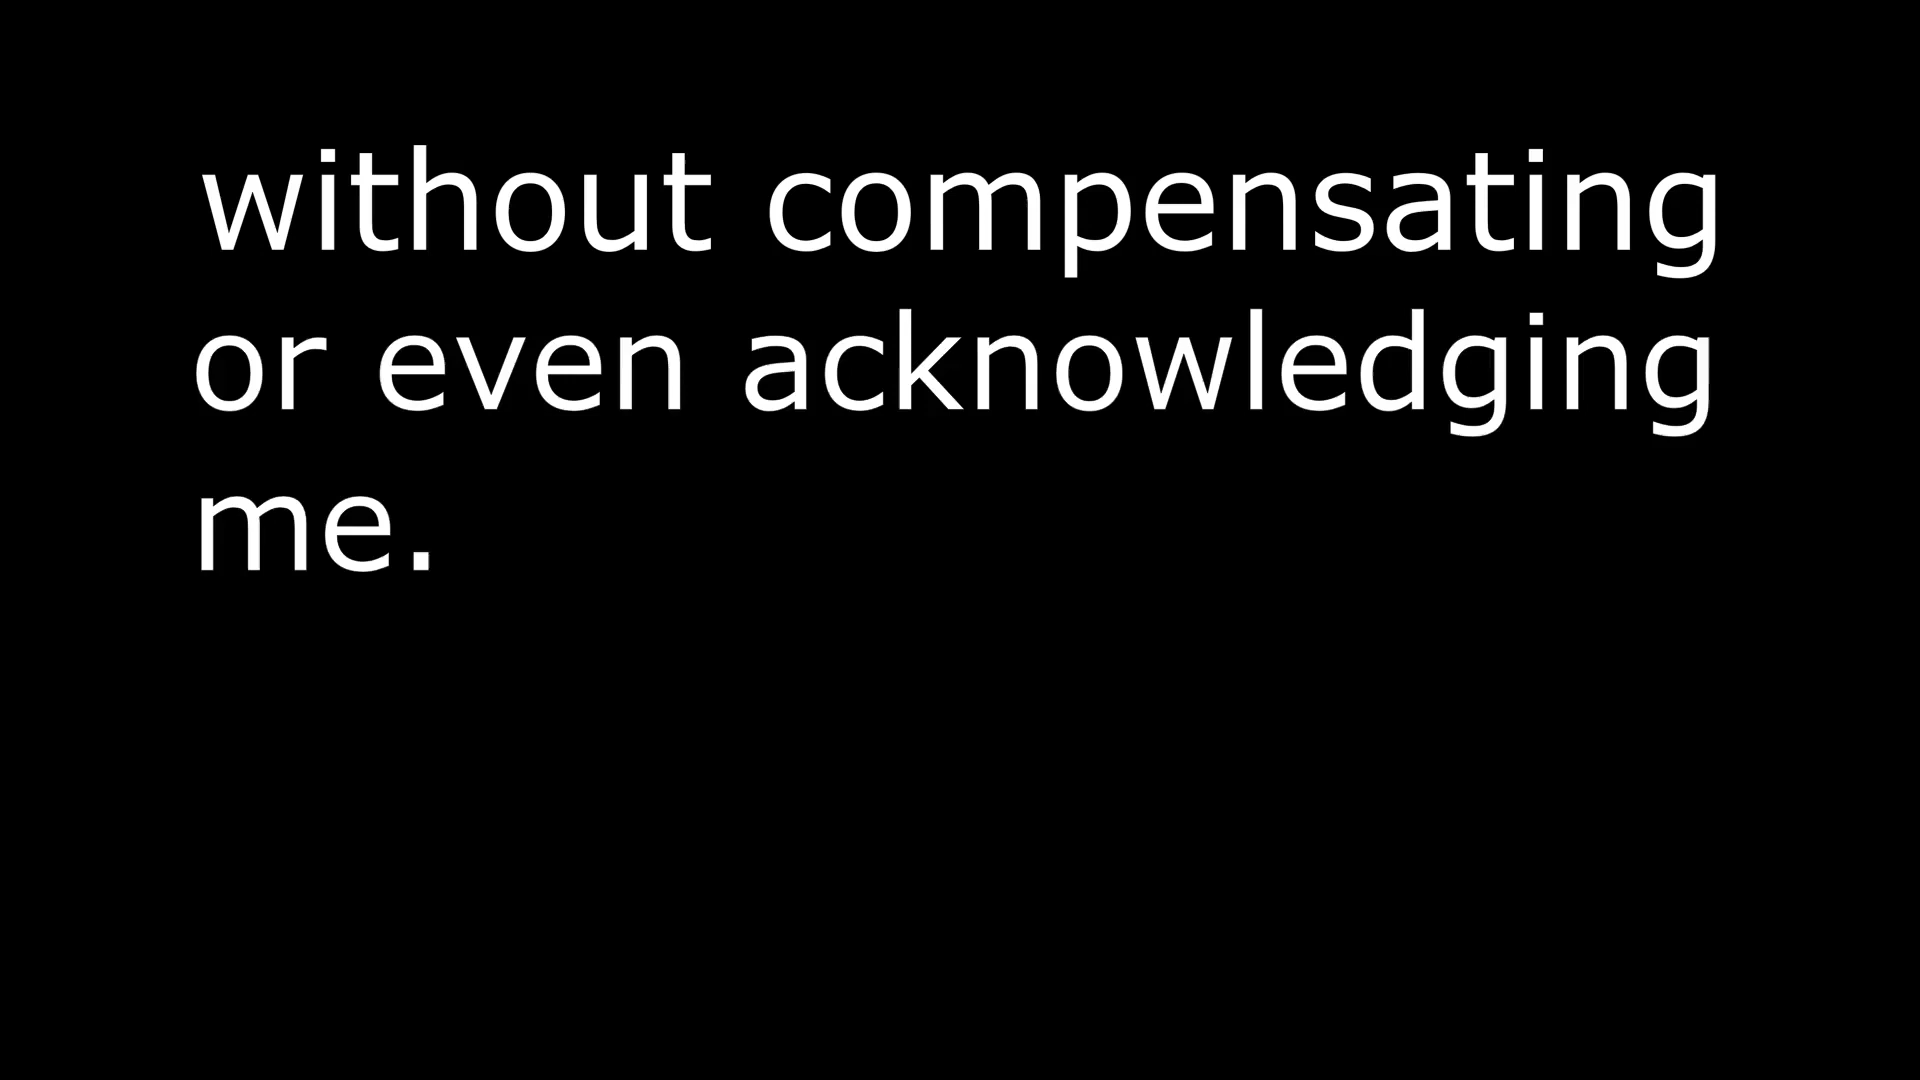 without compensating
or even acknowledging
me.